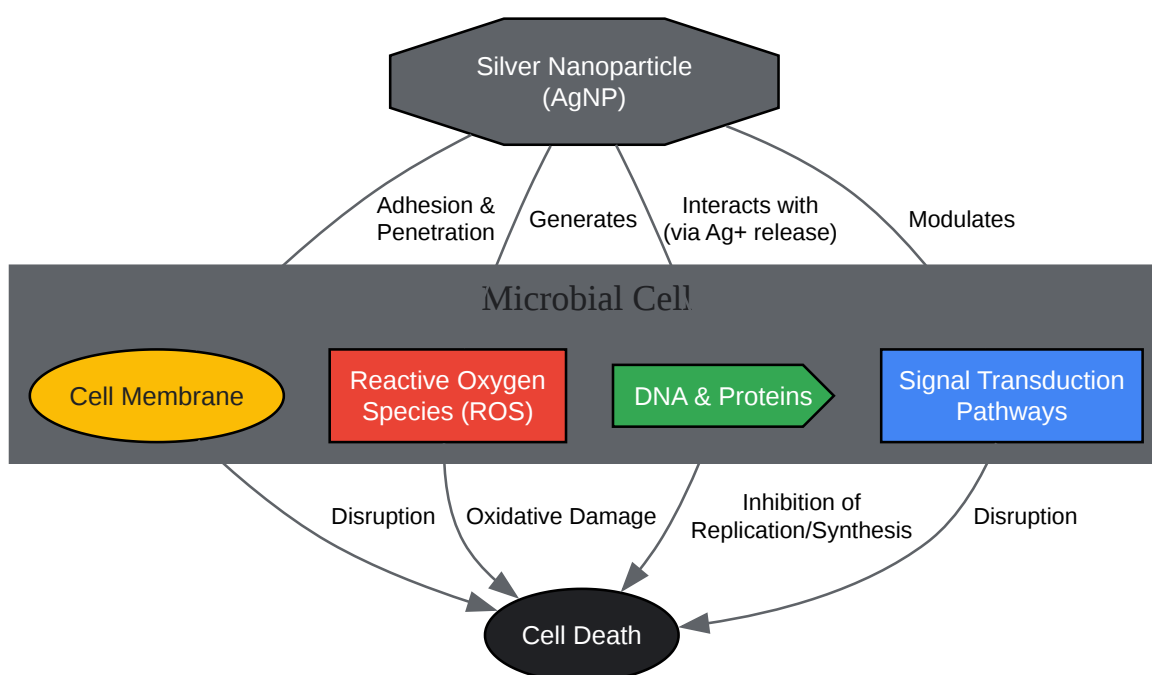 Silver Nanoparticle
(AgNP)
Adhesion &
Penetration
Generates
Interacts with
(via Ag+ release)
Modulates
Microbial Cell
Cell Membrane
Reactive Oxygen
Species (ROS)
DNA & Proteins
Signal Transduction
Pathways
Disruption
Oxidative Damage
Inhibition of
Replication/Synthesis
Disruption
Cell Death